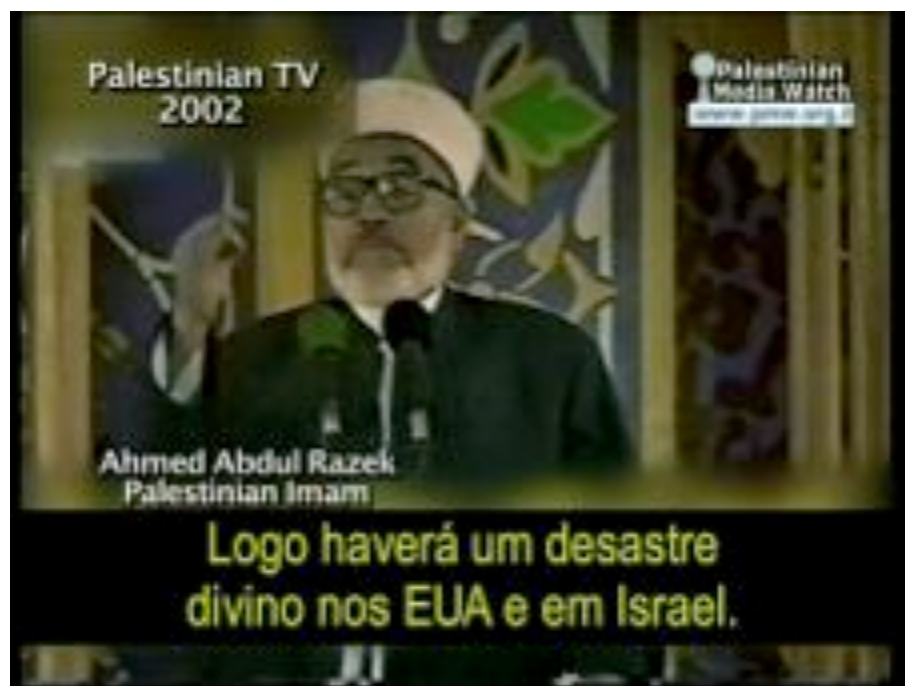 Palestinian TV
2002
Palestinian
Media Watch
Ahmed Abdul Razek
Palestinian Imam
Logo haverá um desastre
divino nos EUA e em Israel.